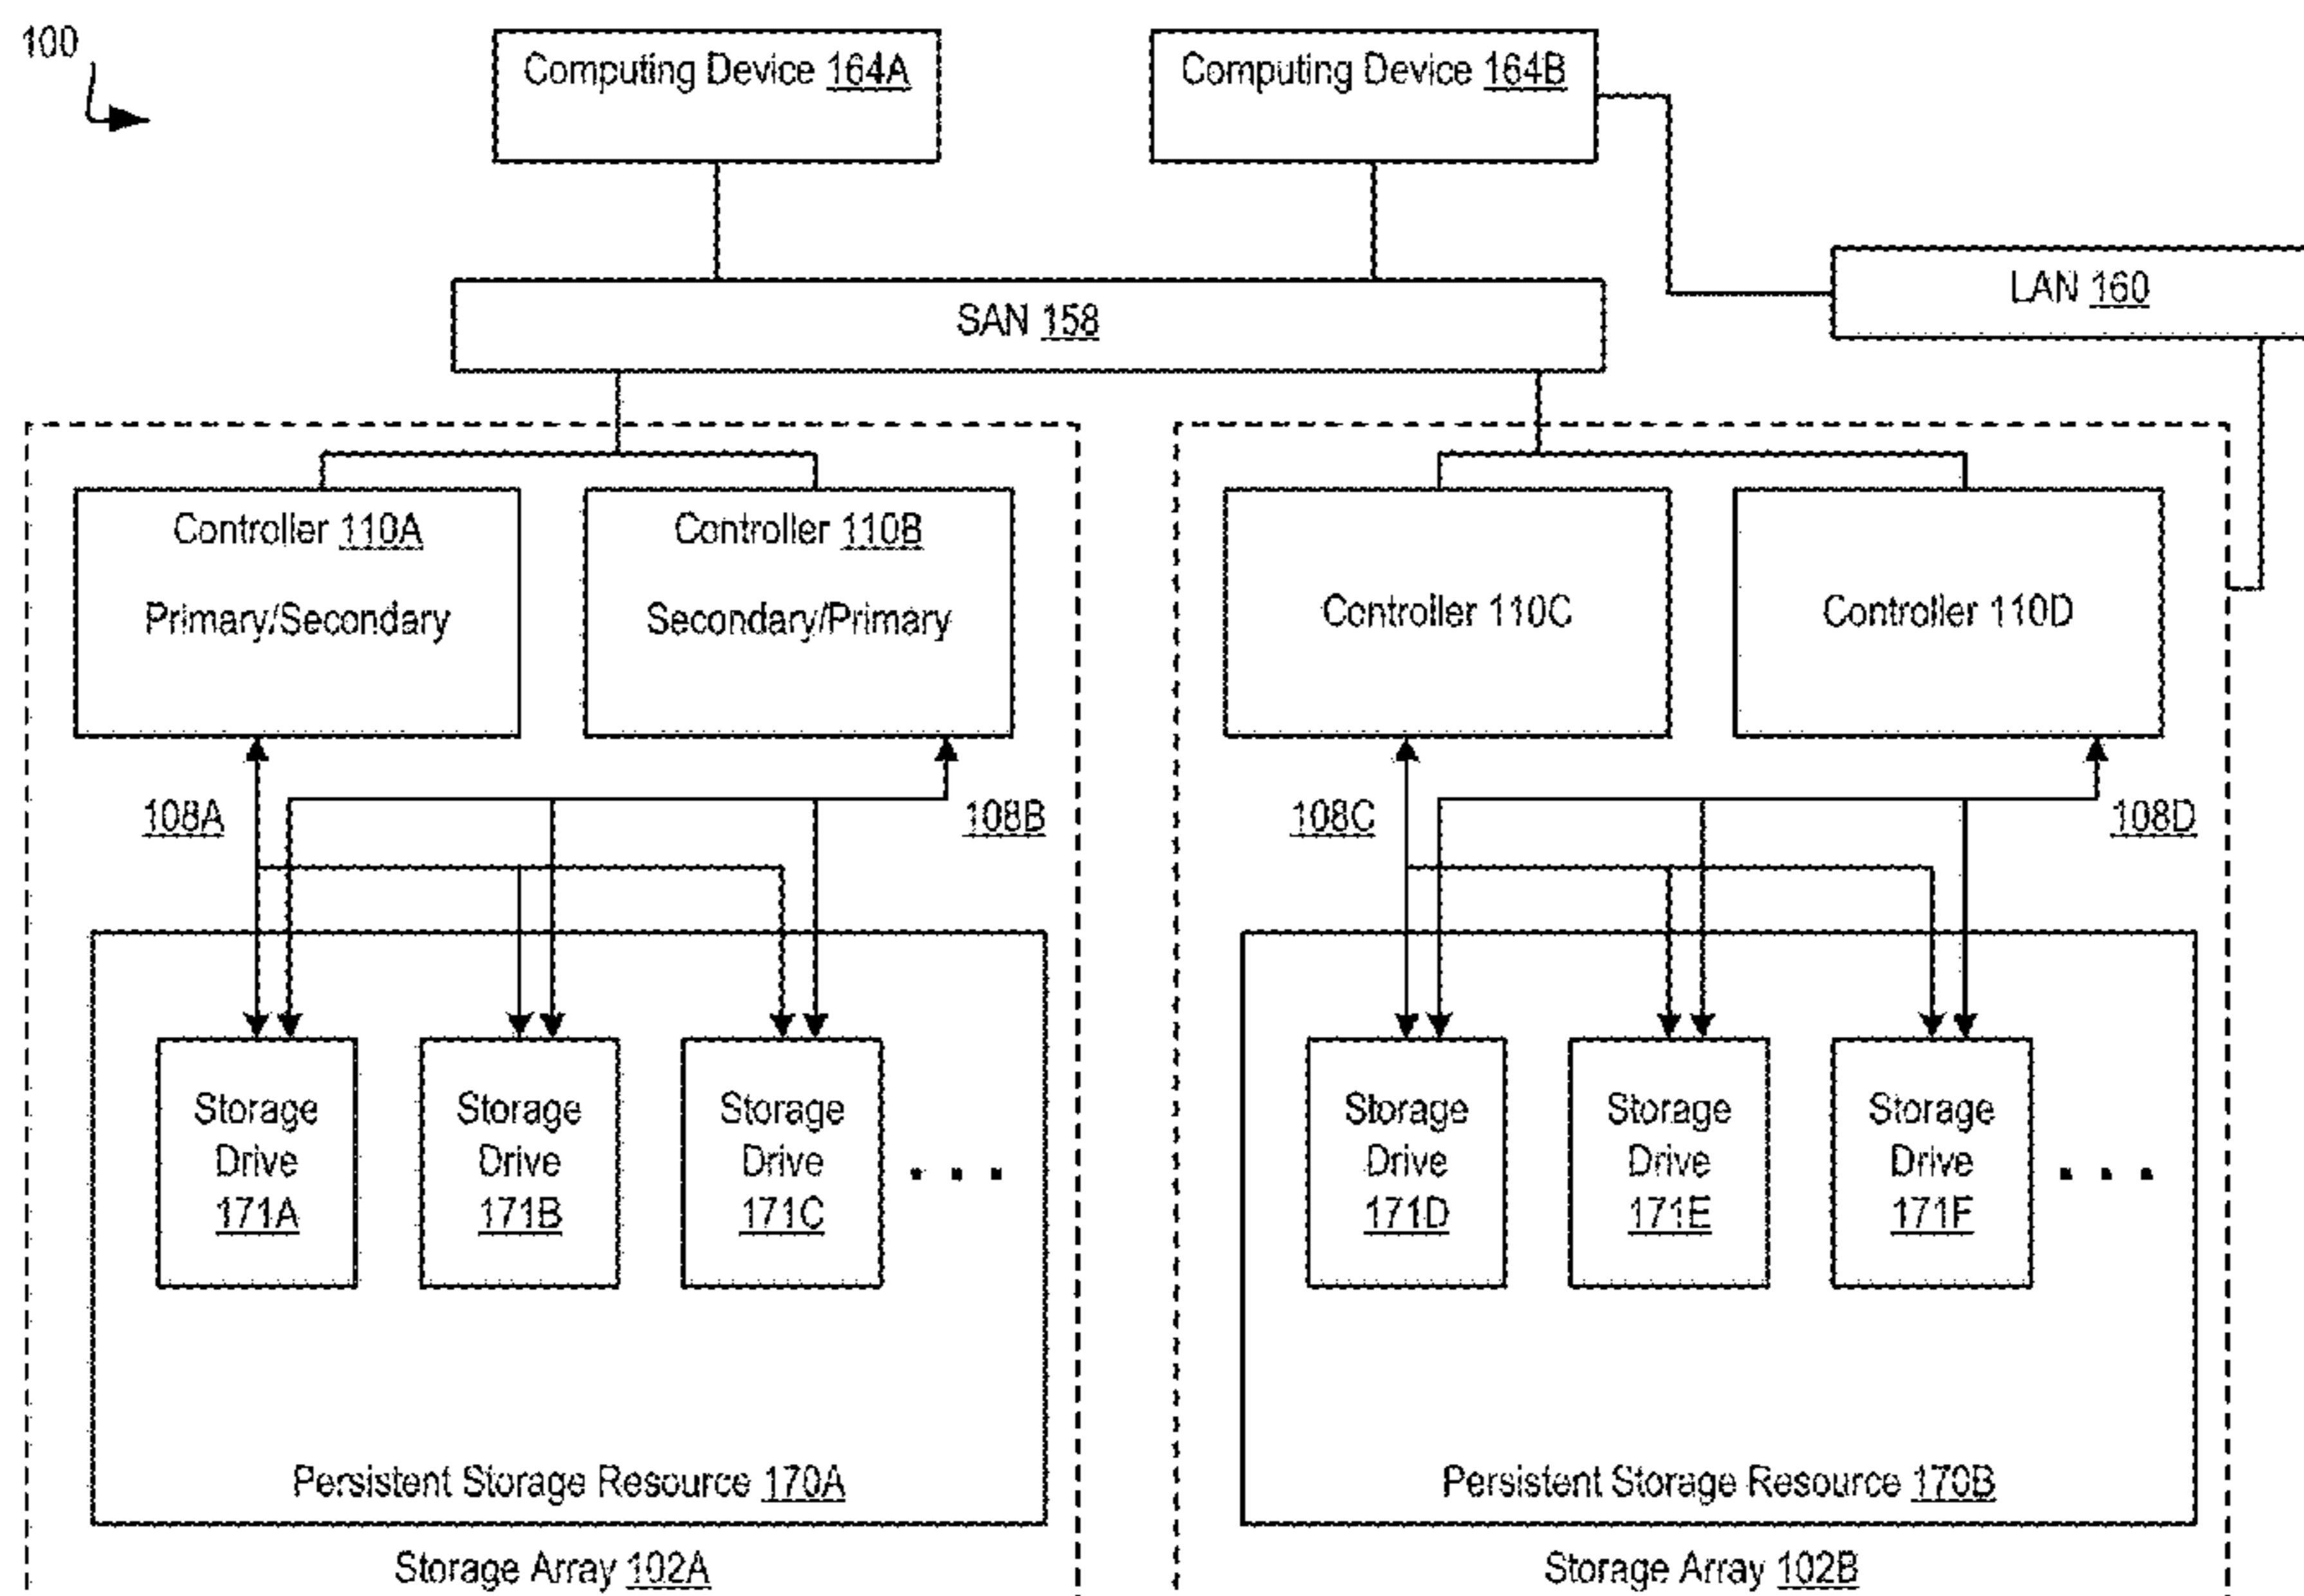 100
Computing Device 164A
Computing Device 164B
LAN 160
SAN 158
Controller 110A
Primary/Secondary
Controller 110B
Secondary/Primary
Controller 110C
Controller 110D
108A
108B
108C
108D
Storage
Drive
171A
Storage
Drive
171B
Storage
Drive
171C
. . .
Storage
Drive
171D
Storage
Drive
171E
Storage
Drive
171F
. . .
Persistent Storage Resource 170A
Persistent Storage Resource 170B
Storage Array 102A
Storage Array 102B